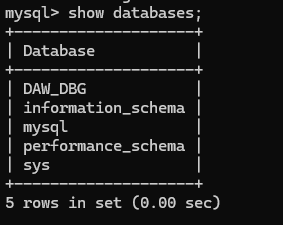 mysql> show databases;
+--------------------+
| Database           |
+--------------------+
| DAW_DBG            |
| information_schema |
| mysql              |
| performance_schema |
| sys                |
+--------------------+
5 rows in set (0.00 sec)